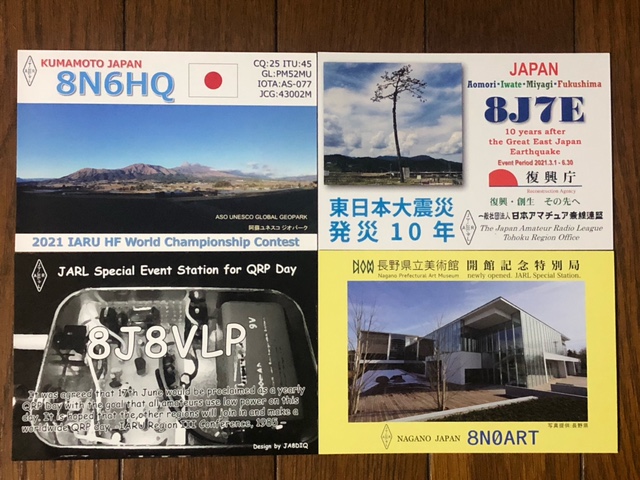 KUMAMOTO JAPAN
8N6HQ
CQ:25 ITU:45
GL:PM52MU
IOTA:AS-077
JCG:43002M
ASO UNESCO GLOBAL GEOPARK
阿蘇ユネスコ ジオパーク
2021 IARU HF World Championship Contest
JAPAN
Aomori・Iwate・Miyagi・Fukushima
8J7E
10 years after
the Great East Japan
Earthquake
Event Period 2021.3.1 - 6.30
復興庁
Reconstruction Agency
復興・創生 その先へ
一般社団法人 日本アマチュア無線連盟
The Japan Amateur Radio League
Tohoku Region Office
東日本大震災
発災10年
JARL Special Event Station for QRP Day
8J8VLP
9V
It was agreed that 17th June would be proclaimed as a yearly
QRP Day with the goal that all amateurs use low power on this
day. It is hoped that the other regions will join in and make a
worldwide QRP day. - IARU Region III Conference, 1985 -
Design by JA8DIQ
長野県立美術館 開館記念特別局
Nagano Prefectural Art Museum newly opened. JARL Special Station.
写真提供:長野県
NAGANO JAPAN 8N0ART